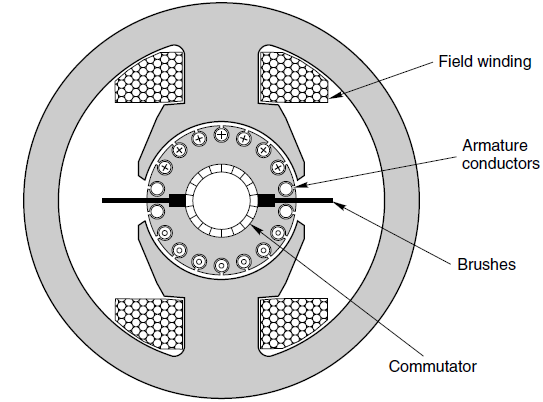 Field winding
Armature
conductors
Brushes
Commutator